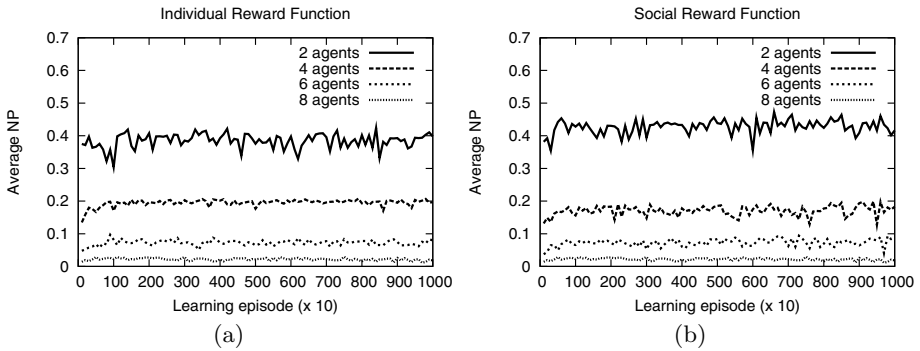 Individual Reward Function
Average NP
0.7
0.6
0.5
0.4
0.3
0.2
0.1
0
2 agents
4 agents
6 agents
8 agents
0 100 200 300 400 500 600 700 800 900 1000
Learning episode (x 10)
(a)
Social Reward Function
Average NP
0.7
0.6
0.5
0.4
0.3
0.2
0.1
0
2 agents
4 agents
6 agents
8 agents
0 100 200 300 400 500 600 700 800 900 1000
Learning episode (x 10)
(b)